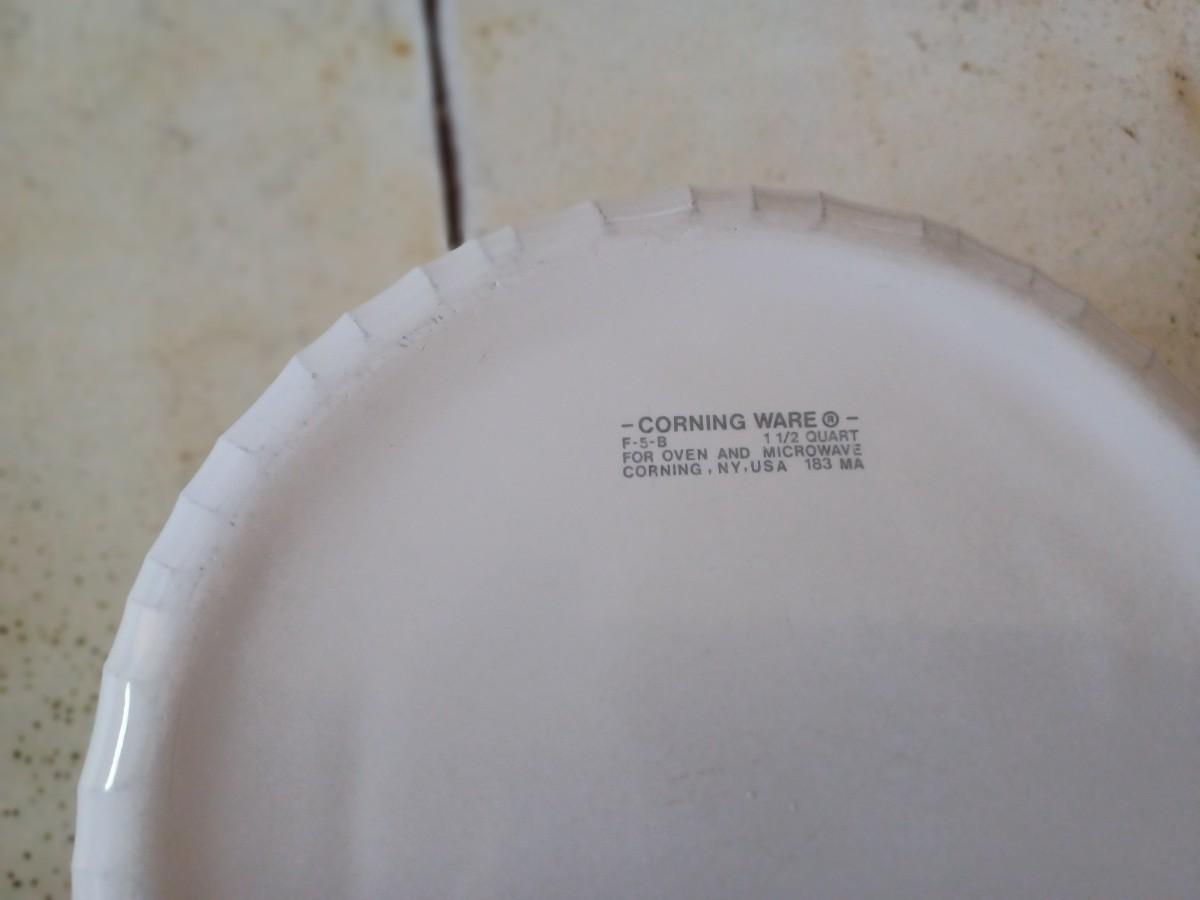 -CORNING WARE®-
F-5-B 1 1/2 QUART
FOR OVEN AND MICROWAVE
CORNING, NY, USA 183 MA